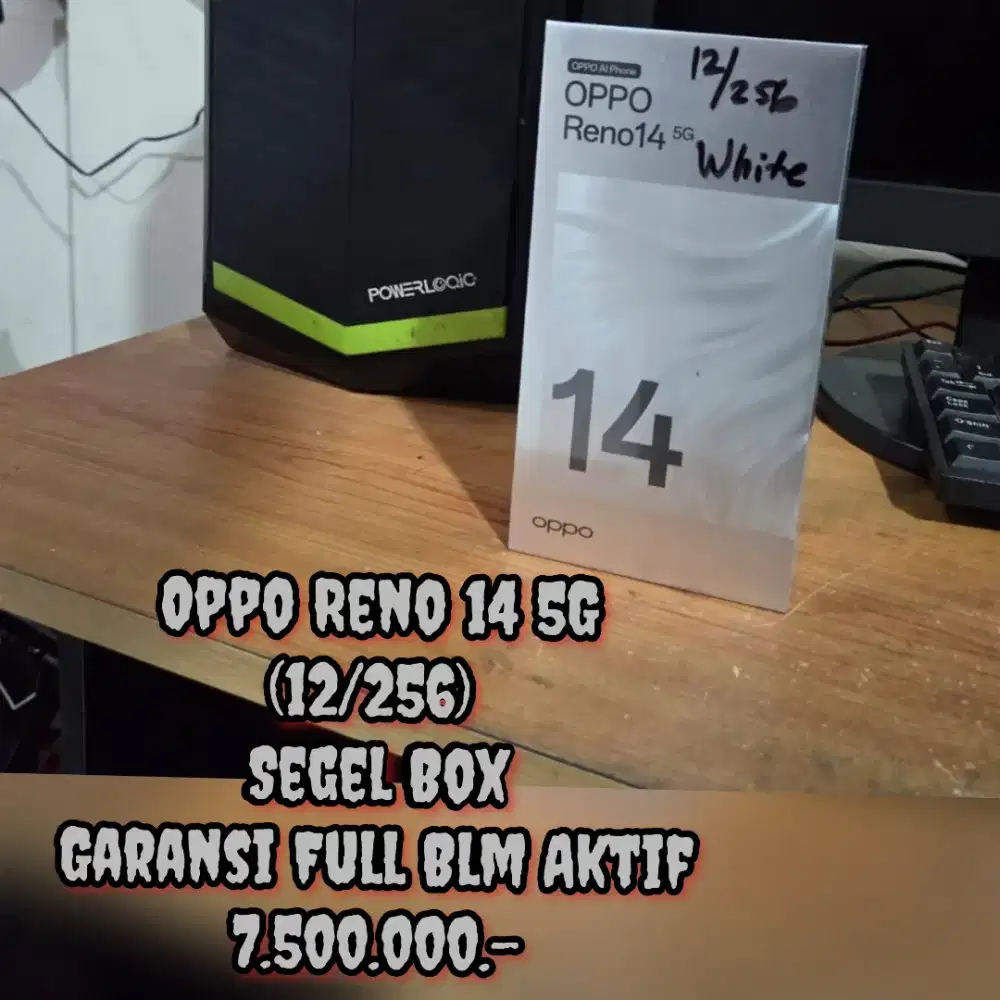 OPPO AI Phone
OPPO
Reno14 5G
12/256
White
14
oppo
POWERLOGIC
OPPO RENO 14 5G
(12/256)
SEGEL BOX
GARANSI FULL BLM AKTIF
7.500.000.-